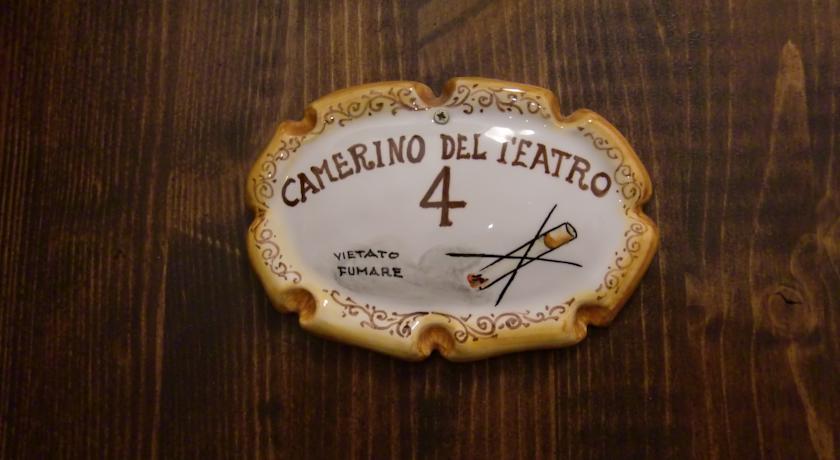 CAMERINO DEL TEATRO
4
VIETATO
FUMARE